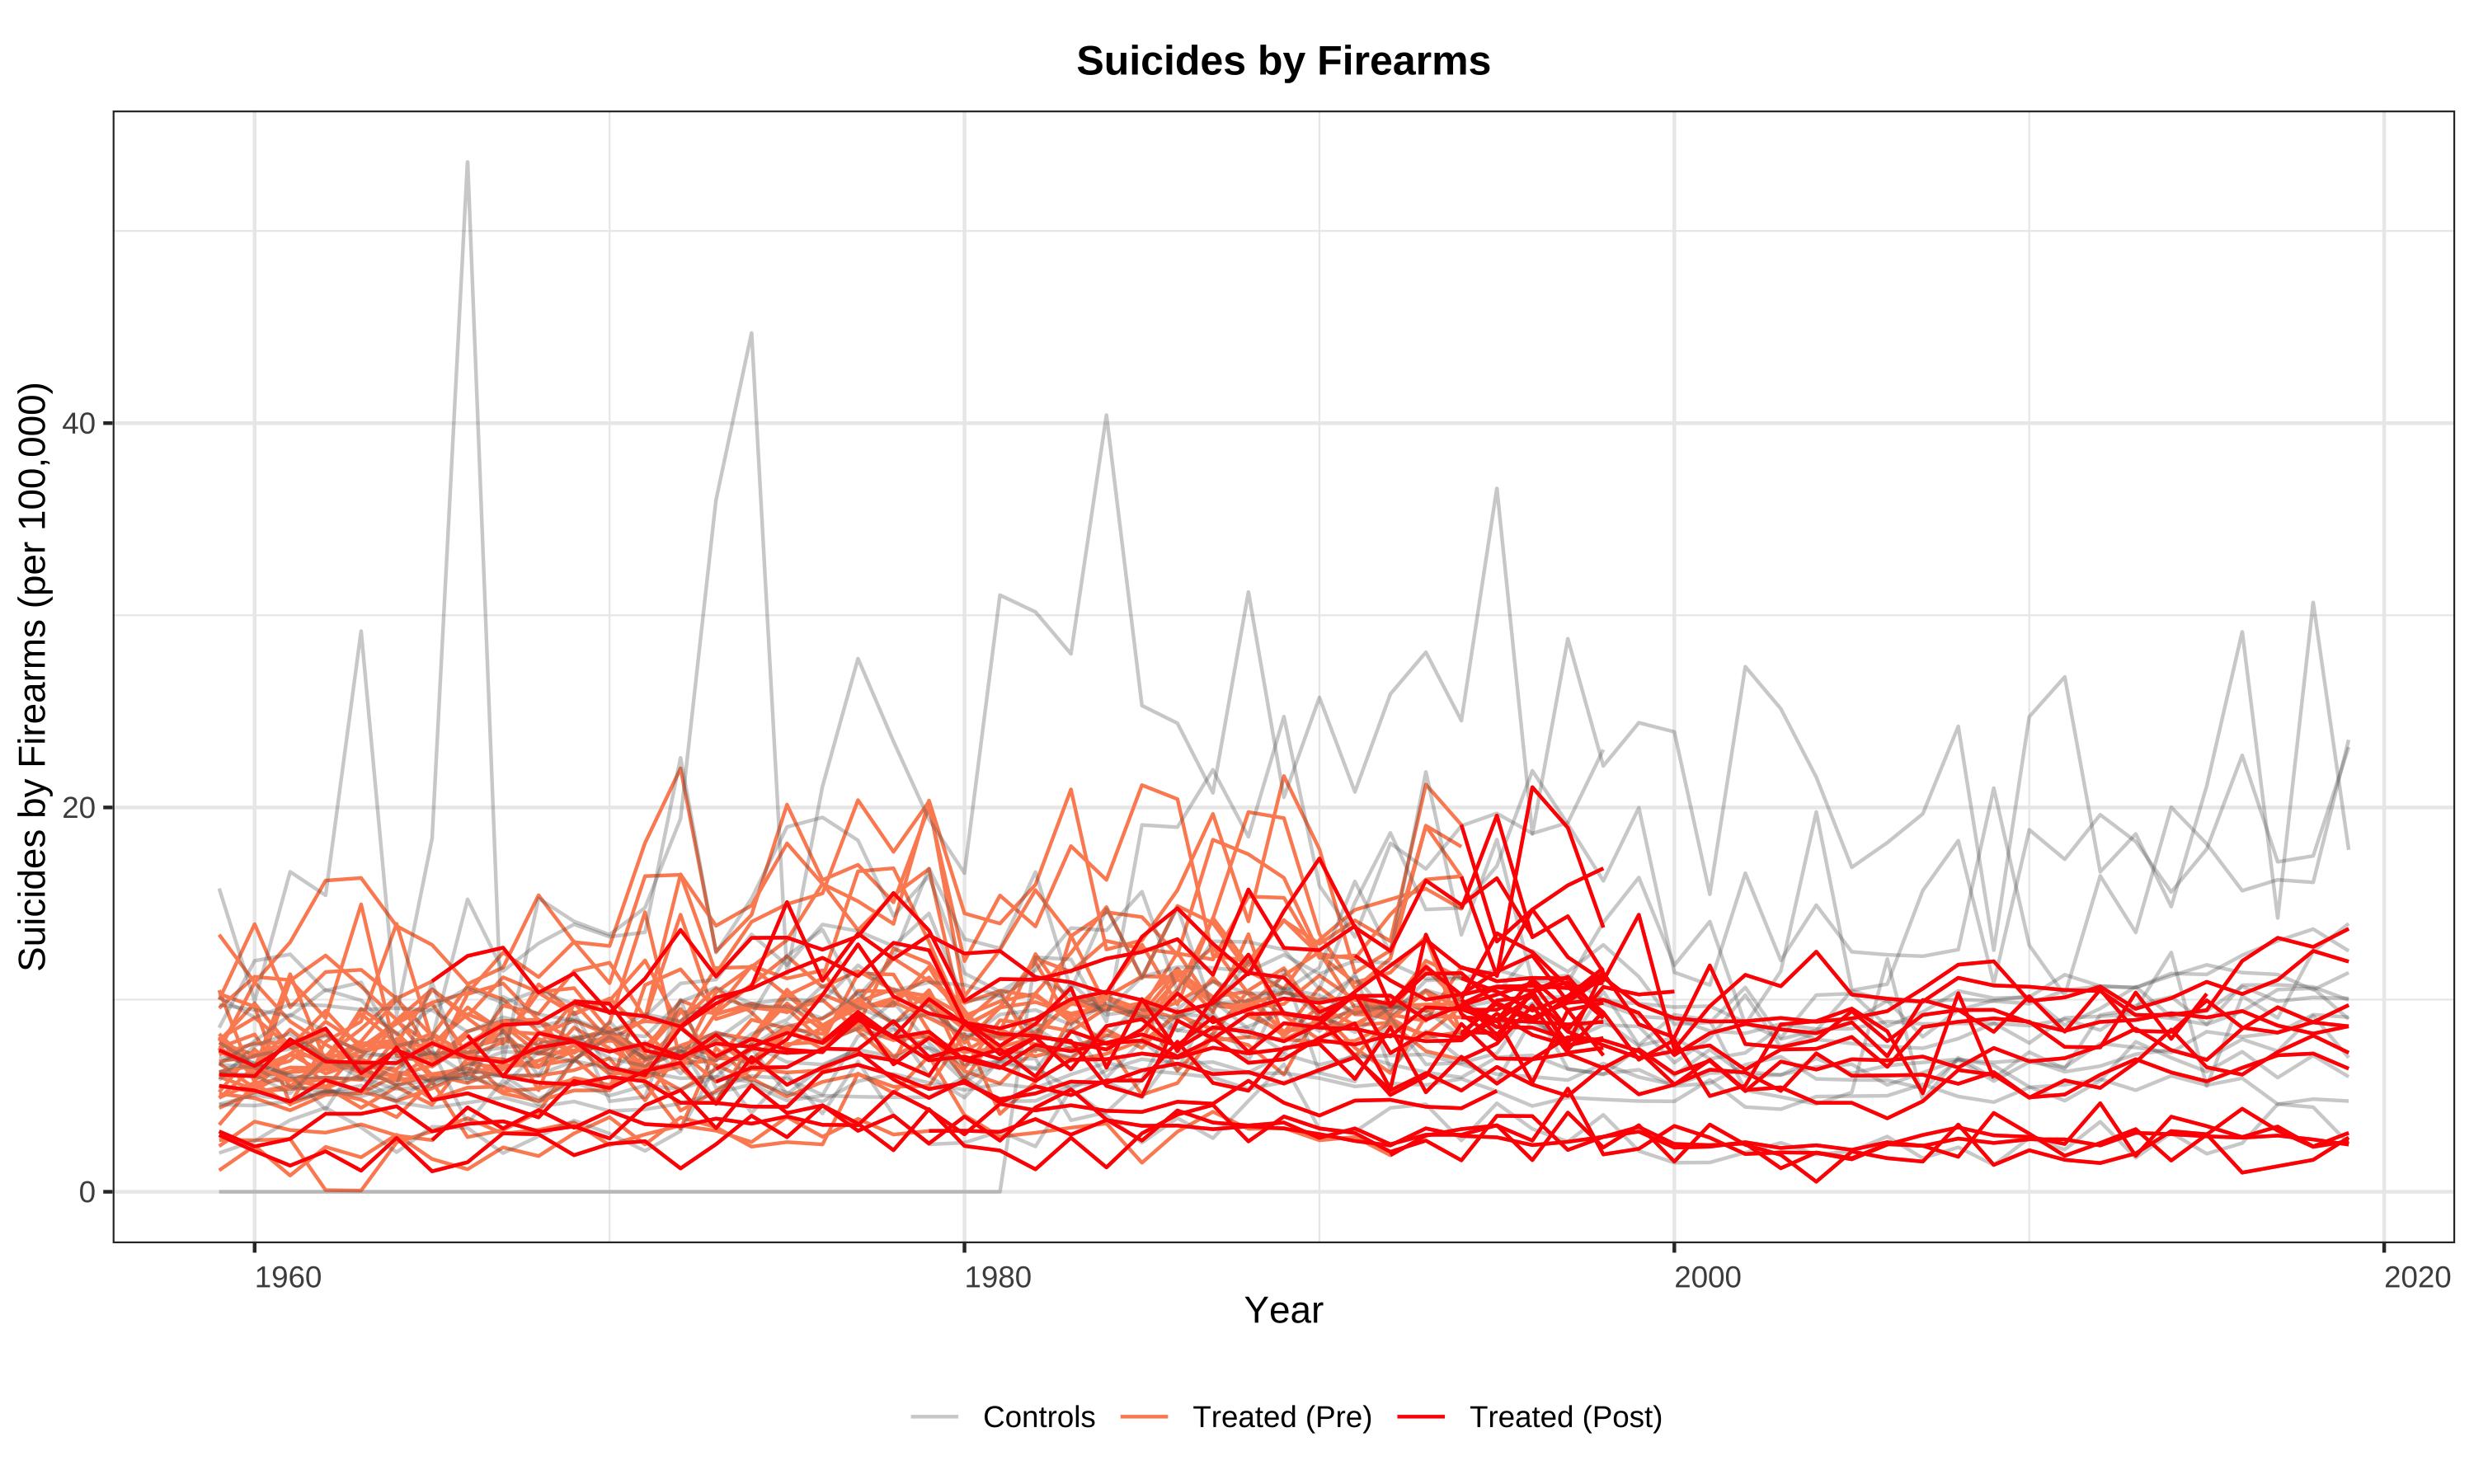 Suicides by Firearms
Suicides by Firearms (per 100,000)
40
20
0
1960
1980
2000
2020
Year
Controls
Treated (Pre)
Treated (Post)